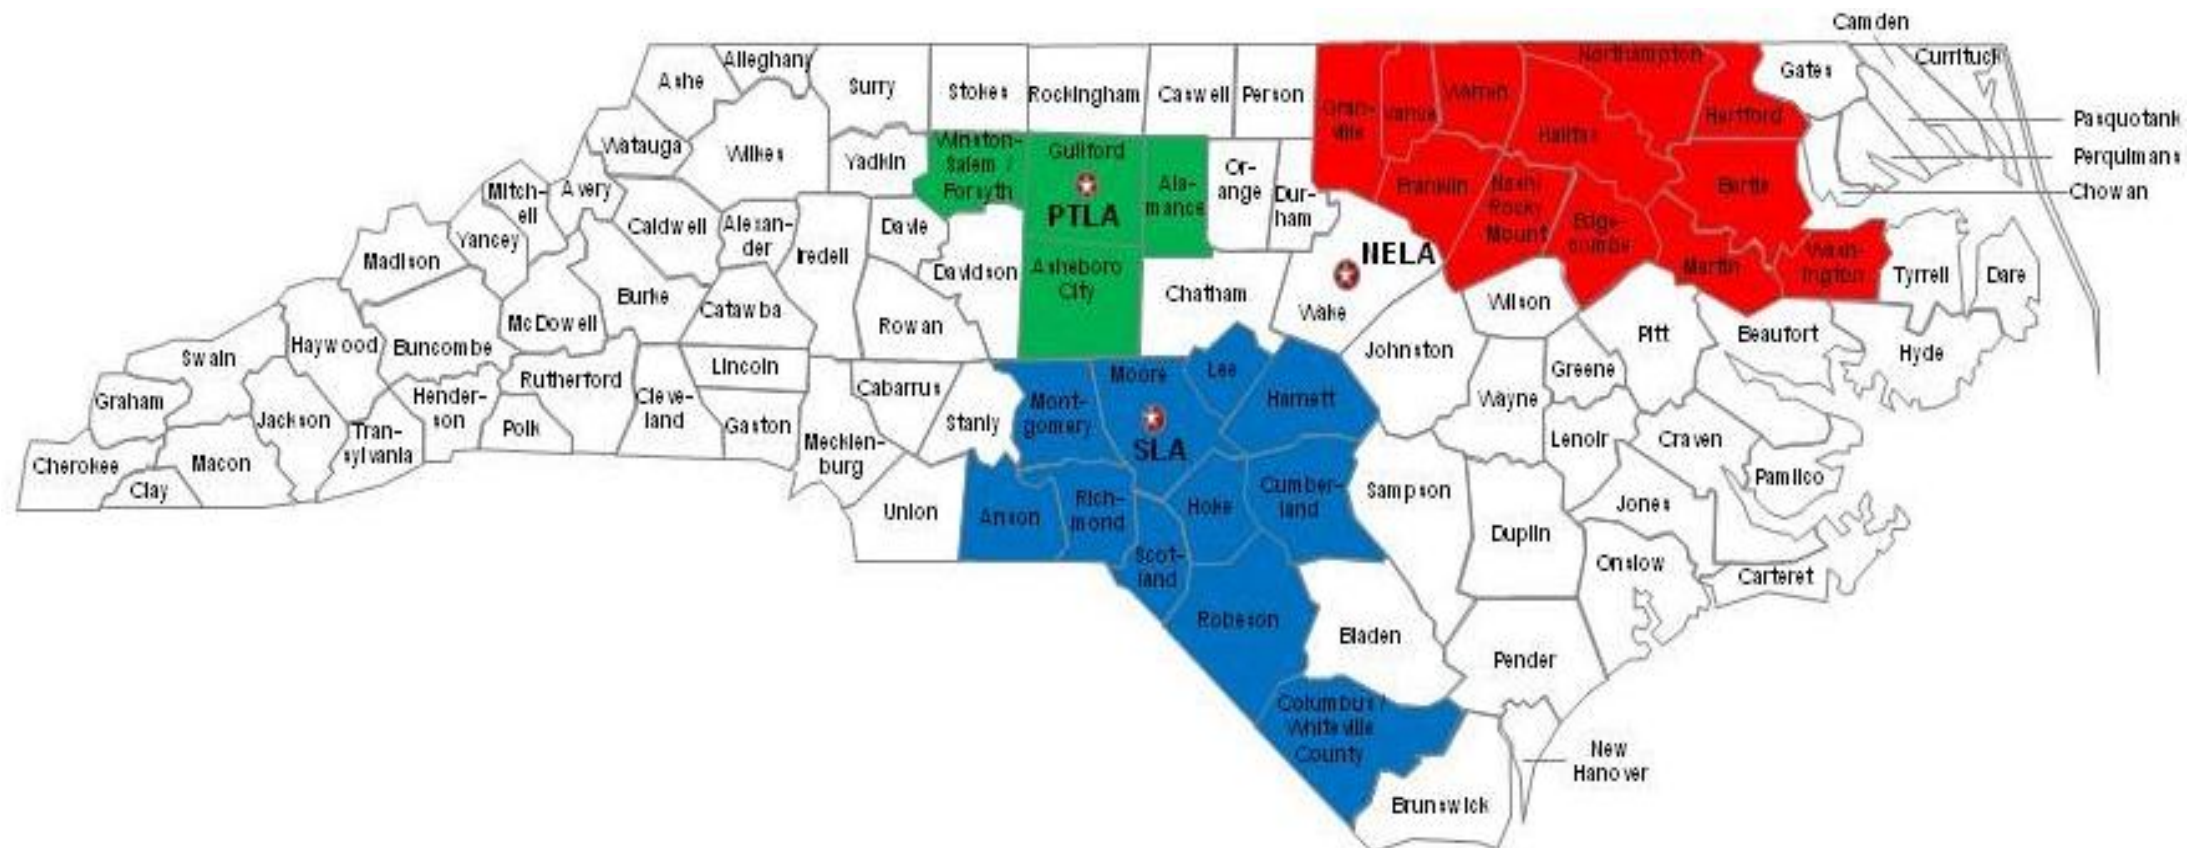 Camden
Alleghany
Currituck
Ashe
Surry
Stokes
Rockingham
Caswell
Person
Gates
Northampton
Warren
Gran-
ville
Vance
Halifax
Hertford
Pasquotank
Perquimans
Chowan
Watauga
Wilkes
Yadkin
Winston-
Salem /
Forsyth
Guilford
PTLA
Ala-
mance
Or-
ange
Dur-
ham
Franklin
Nash/
Rocky
Mount
Edge-
combe
Bertie
Martin
Wash-
ington
Tyrrell
Dare
Mitch-
ell
Avery
Caldwell
Alexan-
der
Iredell
Davie
Davidson
Asheboro
City
Chatham
NELA
Wake
Madison
Yancey
McDowell
Burke
Catawba
Rowan
Wilson
Pitt
Beaufort
Hyde
Swain
Haywood
Buncombe
Rutherford
Lincoln
Cabarrus
Moore
Lee
Johnston
Greene
Graham
Jackson
Hender-
son
Polk
Cleve-
land
Gaston
Stanly
Mont-
gomery
SLA
Harnett
Wayne
Lenoir
Craven
Pamlico
Cherokee
Clay
Macon
Tran-
sylvania
Mecklen-
burg
Union
Anson
Rich-
mond
Hoke
Cumber-
land
Sampson
Duplin
Jones
Scot-
land
Onslow
Carteret
Robeson
Bladen
Pender
Columbus /
Whiteville
County
Brunswick
New
Hanover